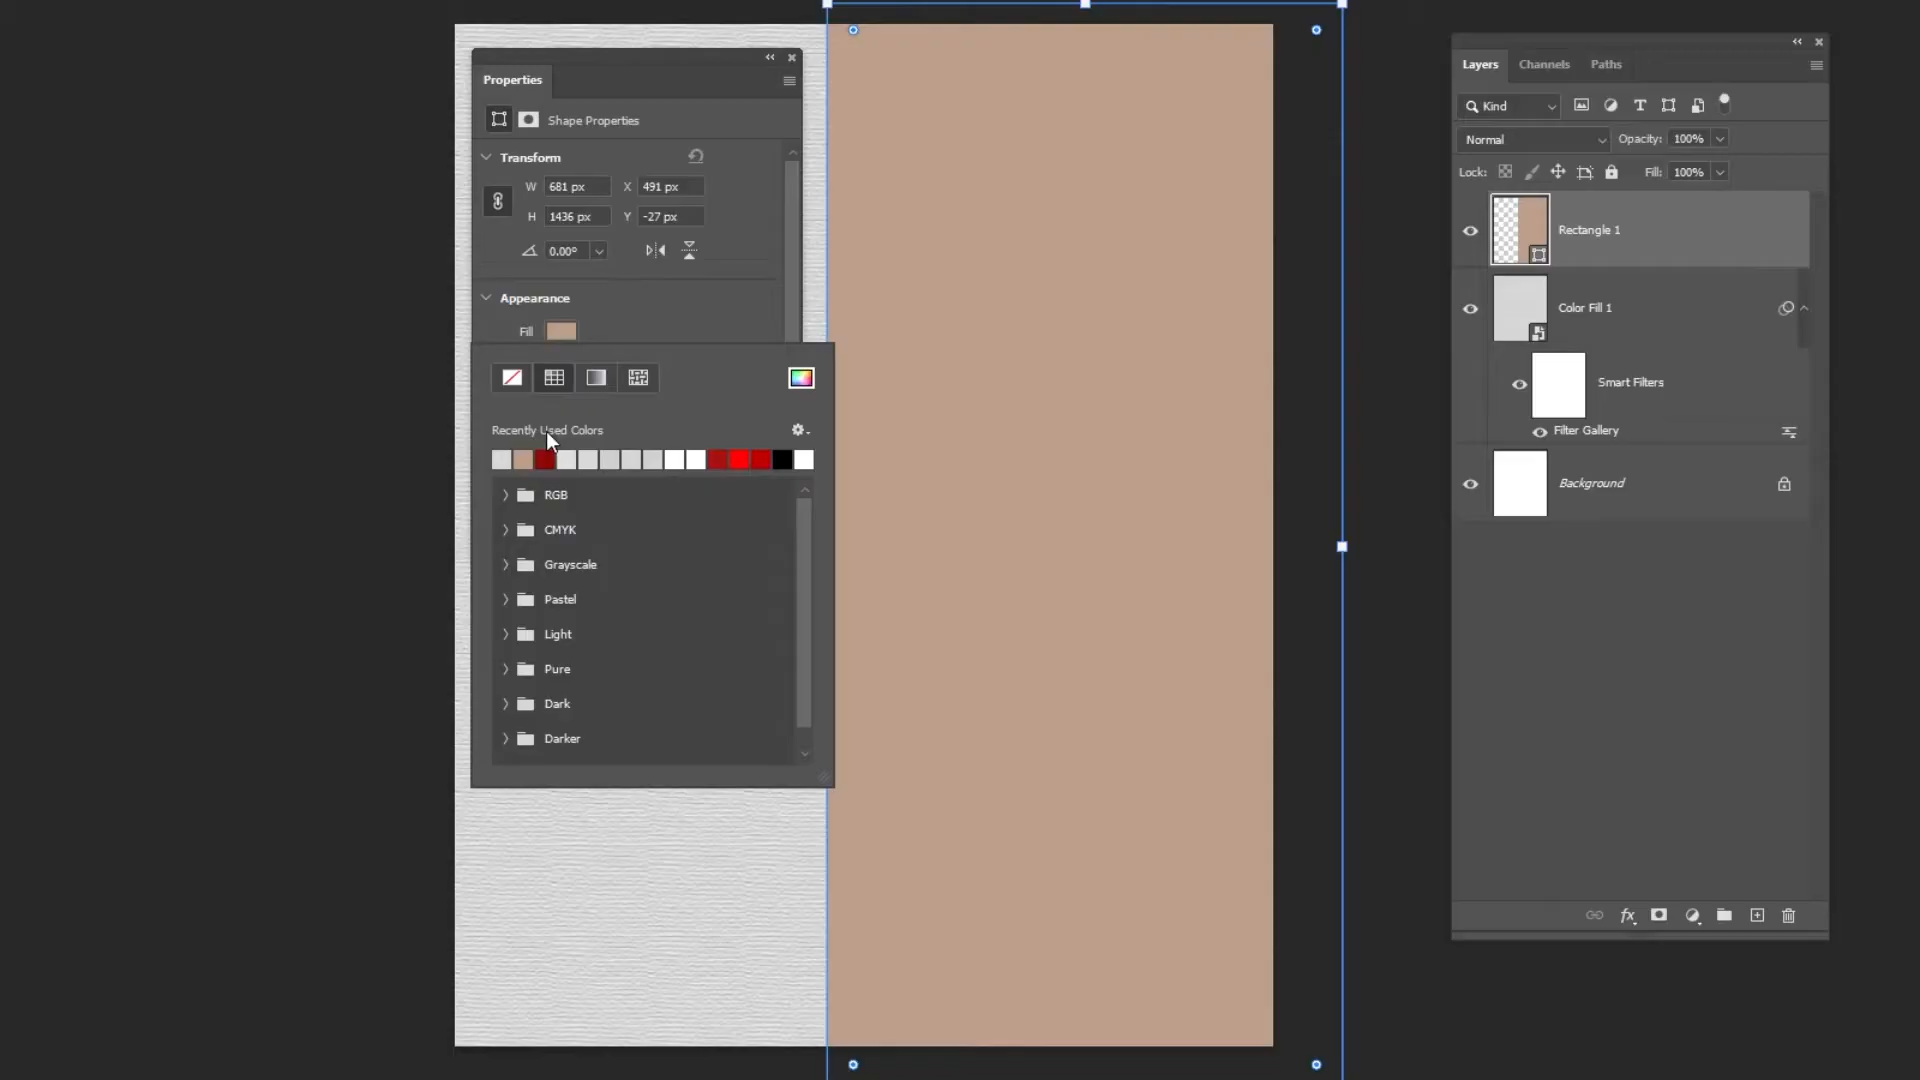 Properties
Shape Properties
Transform
W 681 px X 491 px
H 1436 px Y -27 px
0.00°
Appearance
Fill
Recently Used Colors
RGB
CMYK
Grayscale
Pastel
Light
Pure
Dark
Darker
Layers Channels Paths
Kind
Normal Opacity: 100%
Lock: Fill: 100%
Rectangle 1
Color Fill 1
Smart Filters
Filter Gallery
Background
fx